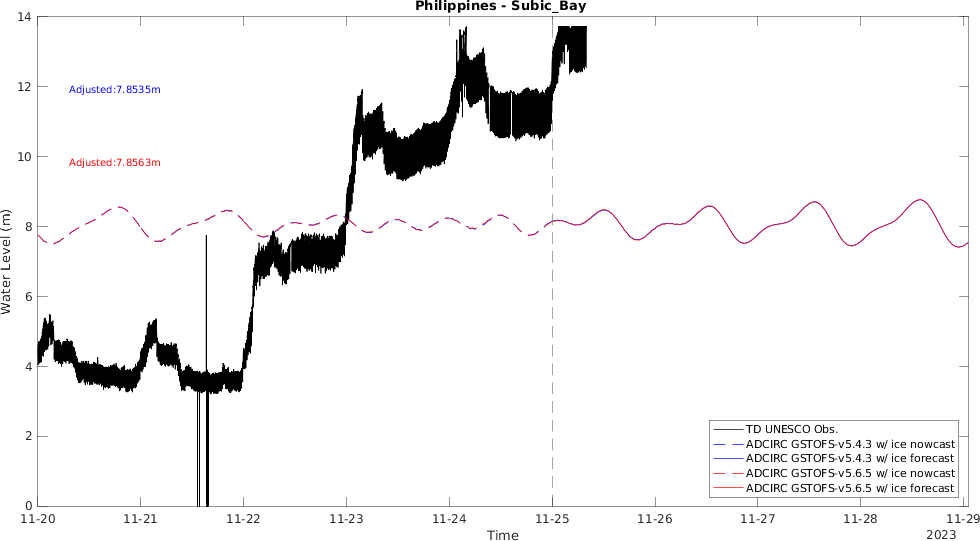 Philippines - Subic_Bay
14
12
10
8
6
4
2
0
Water Level (m)
Adjusted:7.8535m
Adjusted:7.8563m
TD UNESCO Obs.
ADCIRC GSTOFS-v5.4.3 w/ ice nowcast
ADCIRC GSTOFS-v5.4.3 w/ ice forecast
ADCIRC GSTOFS-v5.6.5 w/ ice nowcast
ADCIRC GSTOFS-v5.6.5 w/ ice forecast
11-20 11-21 11-22 11-23 11-24 11-25 11-26 11-27 11-28 11-29
Time
2023